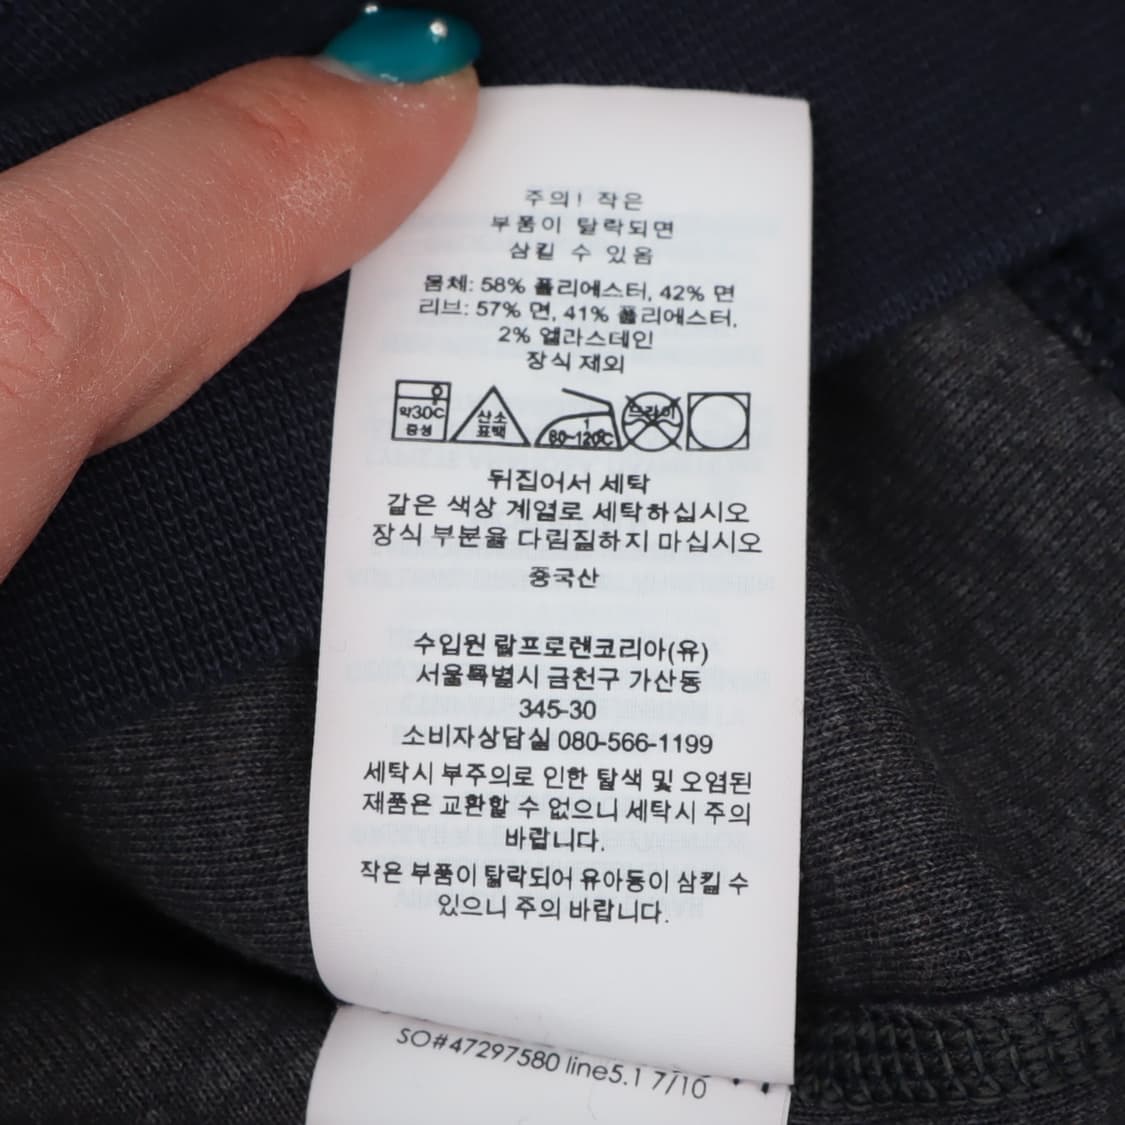 주의! 작은
부품이 탈락되면
삼킬 수 있음
몸체: 58% 폴리에스터, 42% 면
리브: 57% 면, 41% 폴리에스터,
2% 엘라스데인
장식 제외
약30℃ 중성 산소 표백 1 80~120℃ 드라이
뒤집어서 세탁
같은 색상 계열로 세탁하십시오
장식 부분을 다림질하지 마십시오
중국산
수입원 랄프로렌코리아(유)
서울특별시 금천구 가산동
345-30
소비자상담실 080-566-1199
세탁시 부주의로 인한 탈색 및 오염된
제품은 교환할 수 없으니 세탁시 주의
바랍니다.
작은 부품이 탈락되어 유아동이 삼킬 수
있으니 주의 바랍니다.
SO#47297580 line5.1 7/10